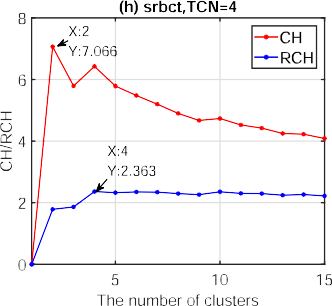 (h) srbct,TCN=4
8
6
4
2
0
CH/RCH
X:2
Y:7.066
X:4
Y:2.363
CH
RCH
5
10
15
The number of clusters